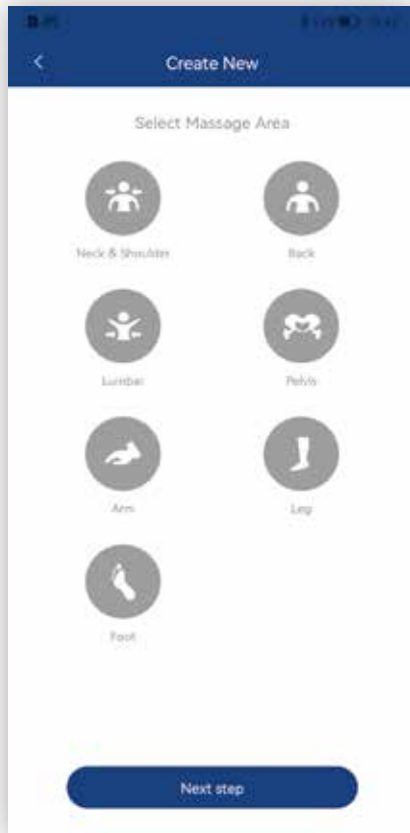 Create New
Select Massage Area
Neck & Shoulder
Back
Lumbar
Pelvis
Arm
Leg
Foot
Next step